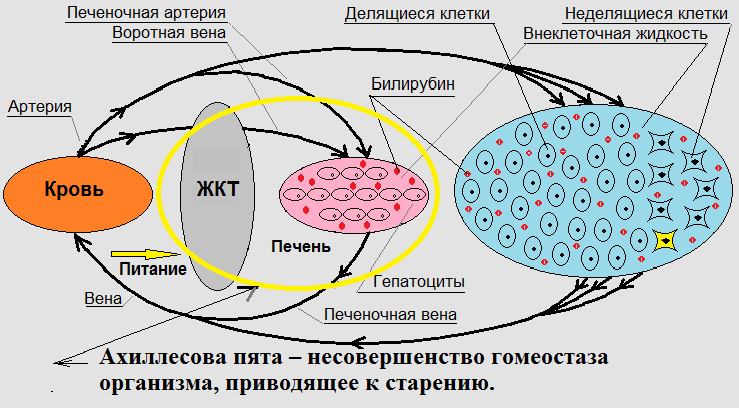 Печеночная артерия
Делящиеся клетки
Неделящиеся клетки
Воротная вена
Внеклеточная жидкость
Билирубин
Артерия
Кровь
ЖКТ
Печень
Питание
Гепатоциты
Вена
Печеночная вена
Ахиллесова пята – несовершенство гомеостаза
организма, приводящее к старению.